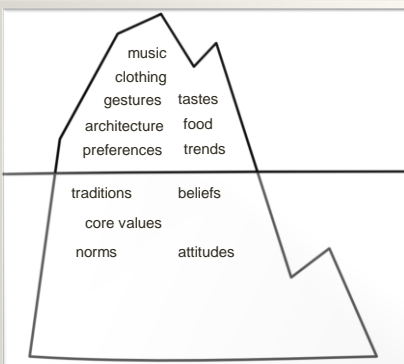 music
clothing
gestures tastes
architecture food
preferences trends
traditions beliefs
core values
norms attitudes